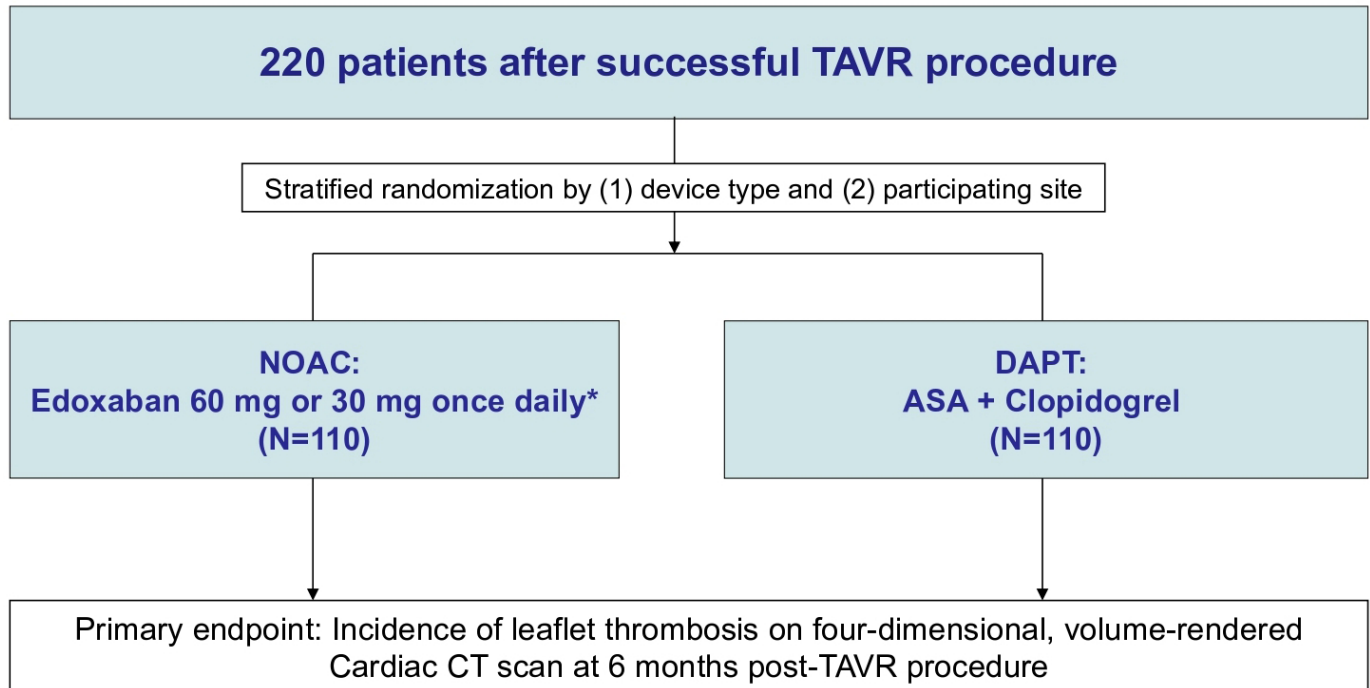 220 patients after successful TAVR procedure
Stratified randomization by (1) device type and (2) participating site
NOAC:
Edoxaban 60 mg or 30 mg once daily*
(N=110)
DAPT:
ASA + Clopidogrel
(N=110)
Primary endpoint: Incidence of leaflet thrombosis on four-dimensional, volume-rendered
Cardiac CT scan at 6 months post-TAVR procedure